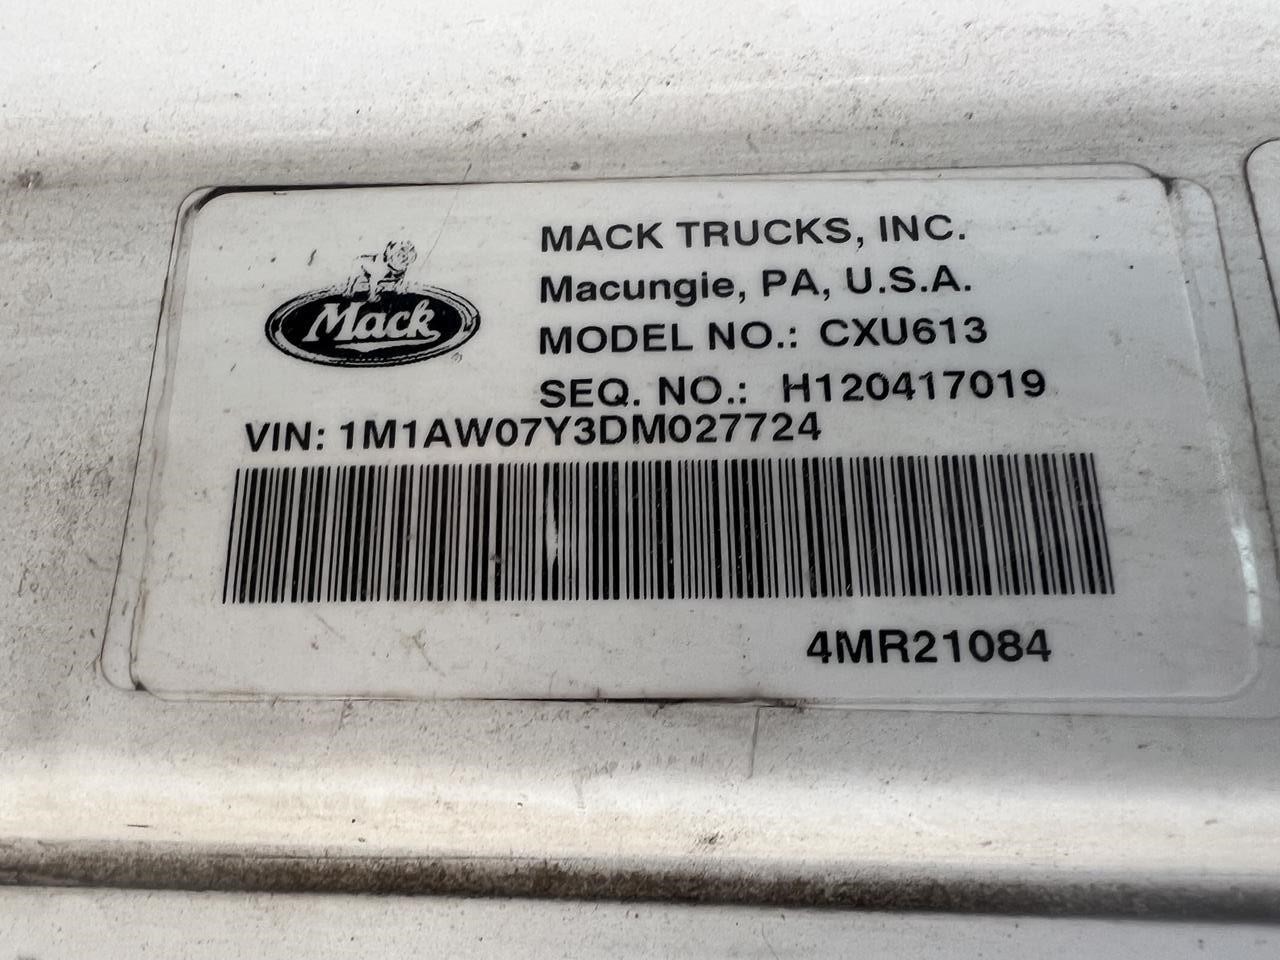 Mack
MACK TRUCKS, INC.
Macungie, PA, U.S.A.
MODEL NO.: CXU613
SEQ. NO.: H120417019
VIN: 1M1AW07Y3DM027724
4MR21084